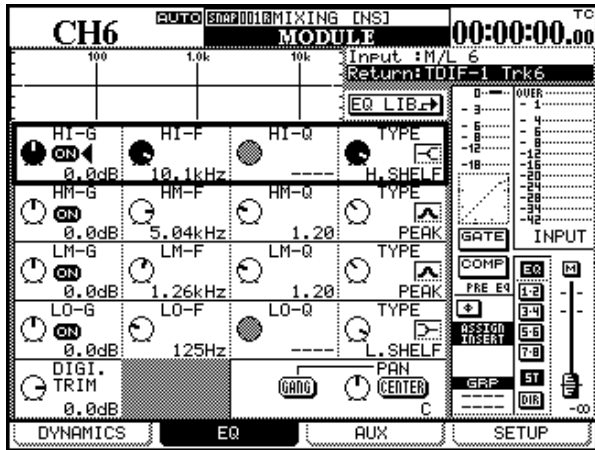 CH6 AUTO SNAP001 MIXING [NS] TC
MODULE 00:00:00.00
100 1.0k 10k
Input :M/L 6
Return:TDIF-1 Trk6
EQ LIB
0 OVER
3 1
6 4
8 6
12 8
18 12
16
20
24
28
34
42
HI-G HI-F HI-Q TYPE
ON
0.0dB 10.1kHz ---- H.SHELF
HM-G HM-F HM-Q TYPE
ON
0.0dB 5.04kHz 1.20 PEAK
GATE INPUT
LM-G LM-F LM-Q TYPE
ON
0.0dB 1.26kHz 1.20 PEAK
COMP EQ M
PRE EQ 1-2
LO-G LO-F LO-Q TYPE
ON
0.0dB 125Hz ---- L.SHELF
Φ 3-4
ASSIGN 5-6
INSERT 7-8
DIGI. PAN
TRIM GANG CENTER
0.0dB C
GRP ST
---- DIR -∞
----
DYNAMICS EQ AUX SETUP